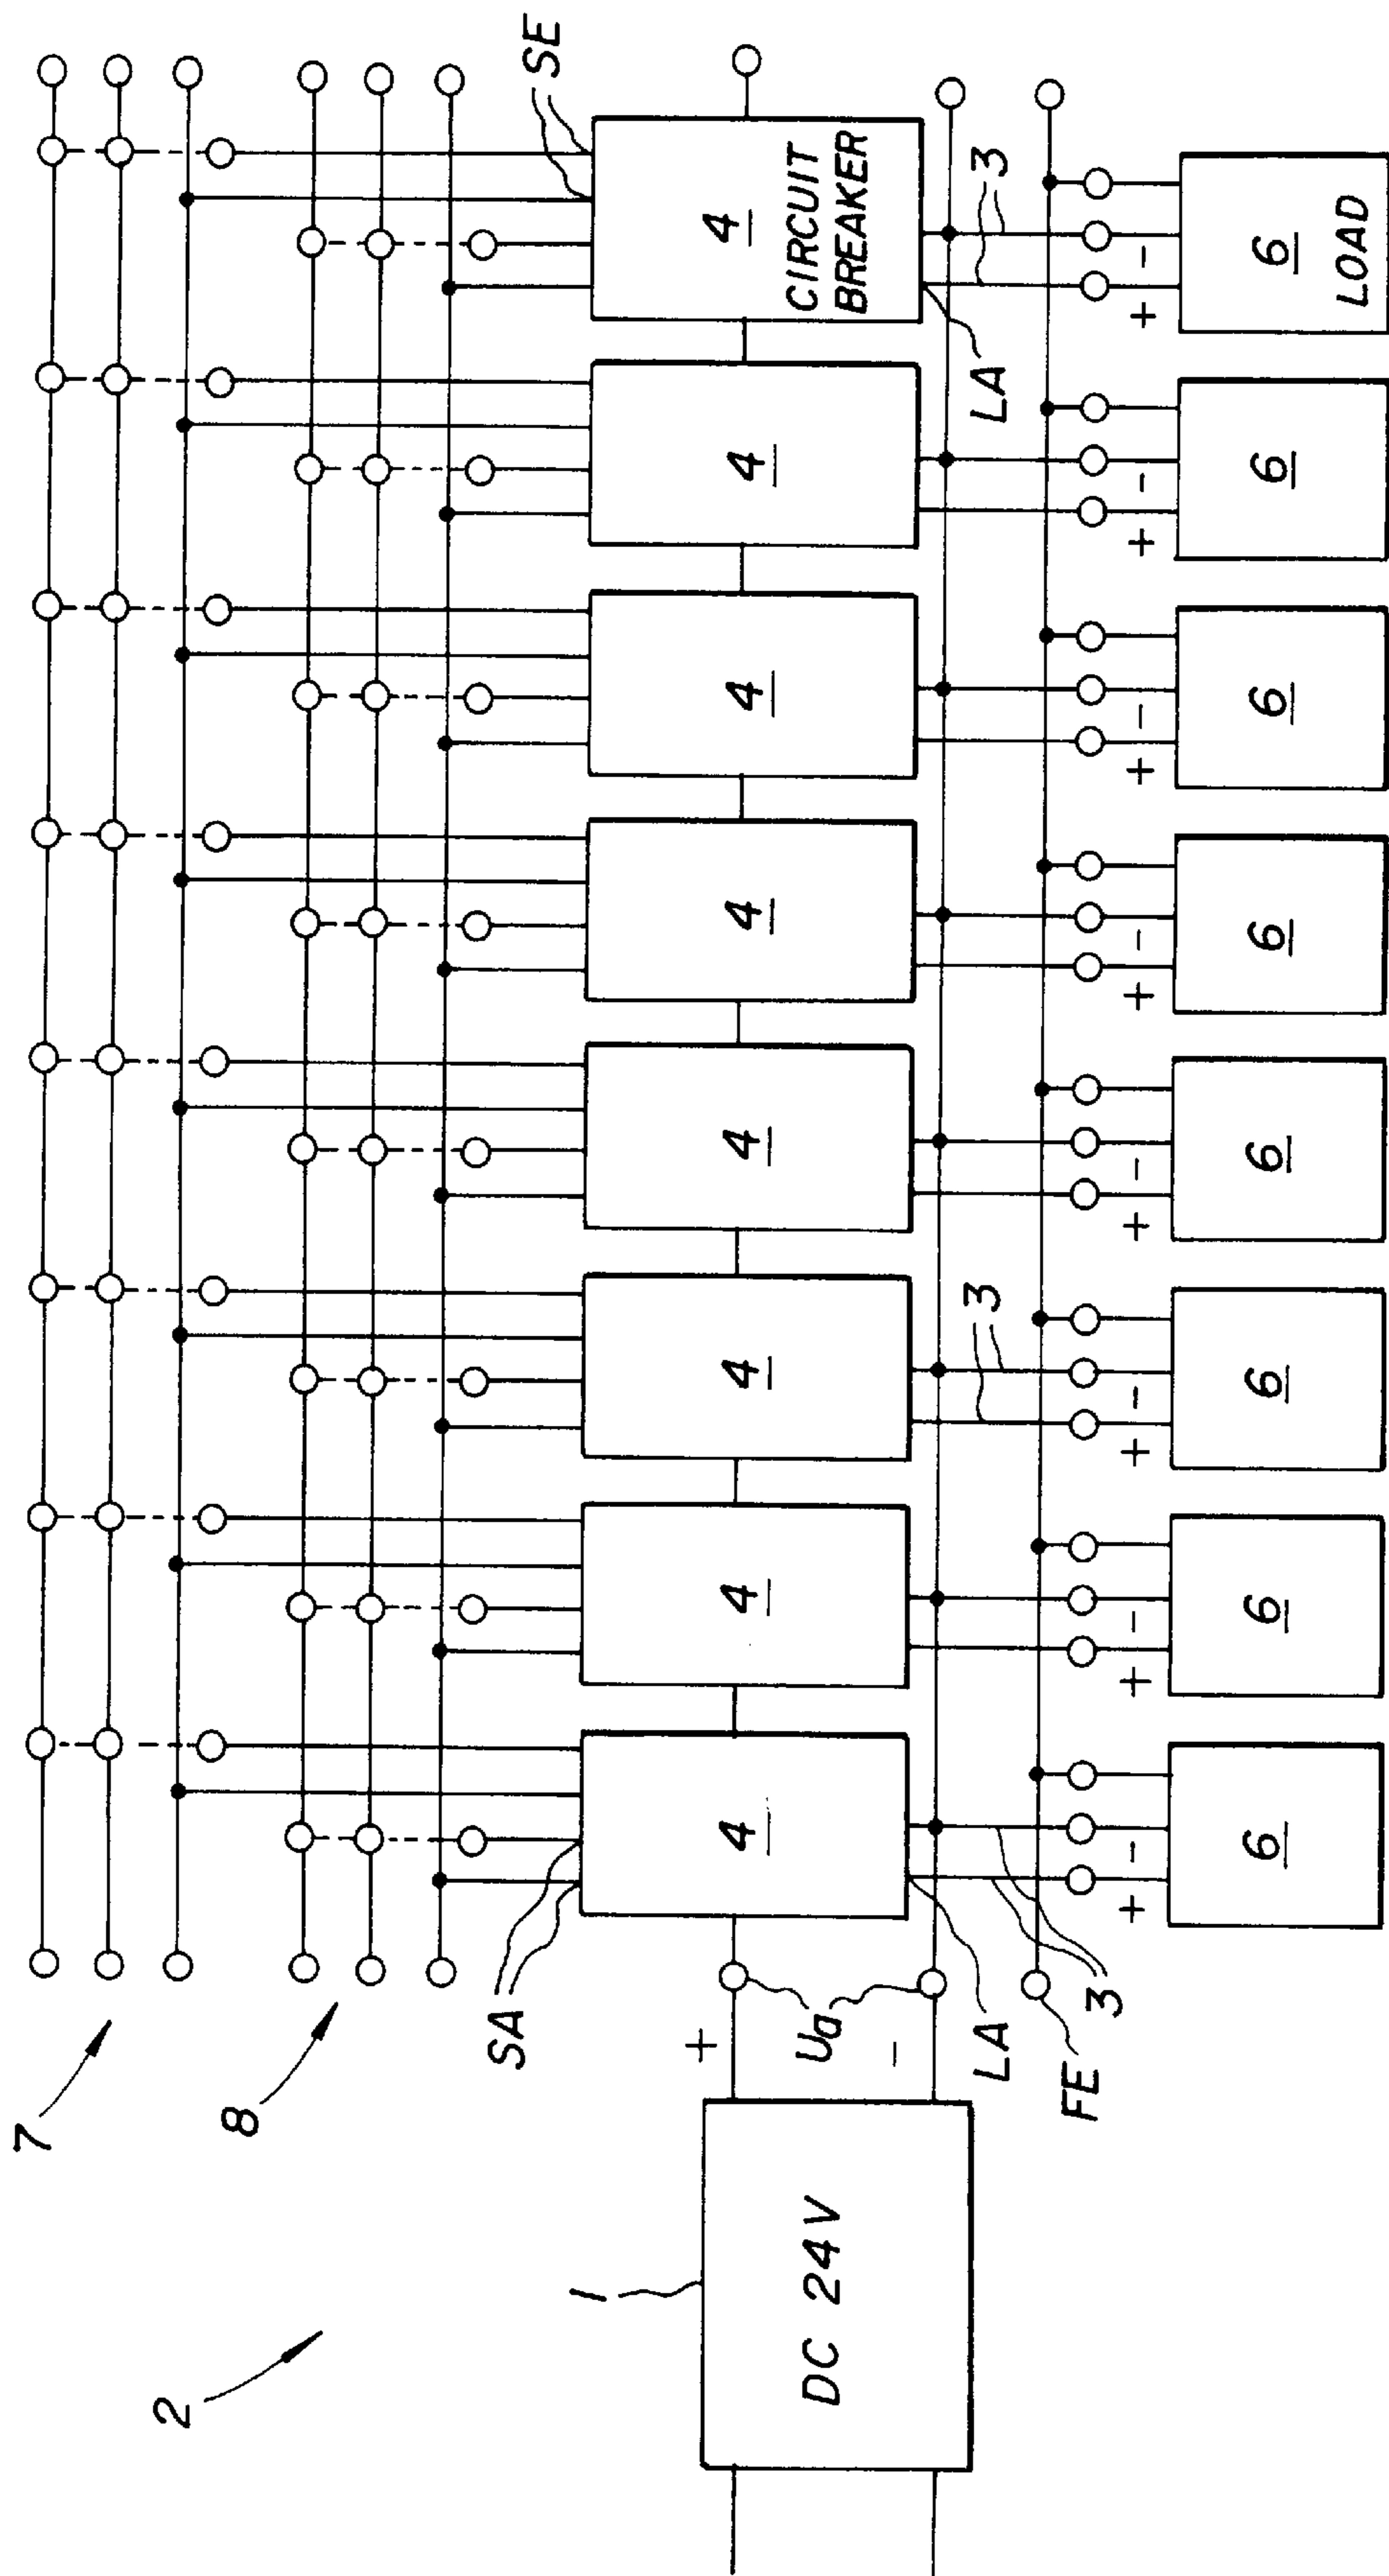 7
2
8
SA
SE
1
+
4 4 4 4 4 4 4 4
CIRCUIT
BREAKER
DC 24V
Ua
−
LA
3
LA
3
FE
3
+ − + − + − + − + − + − + − + −
6 6 6 6 6 6 6 6
LOAD